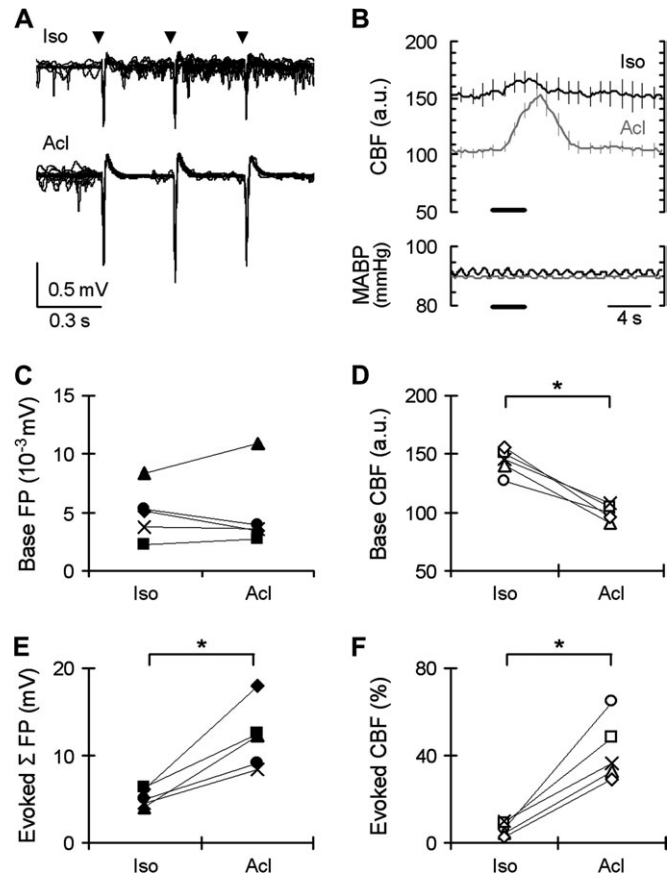 A
Iso
Acl
0.5 mV
0.3 s
B
CBF (a.u.)
200
150
100
50
Iso
Acl
MABP
(mmHg)
100
90
80
4 s
C
Base FP (10⁻³ mV)
15
10
5
0
Iso Acl
D
*
Base CBF (a.u.)
200
150
100
50
Iso Acl
E
*
Evoked Σ FP (mV)
20
10
0
Iso Acl
F
*
Evoked CBF (%)
80
40
0
Iso Acl